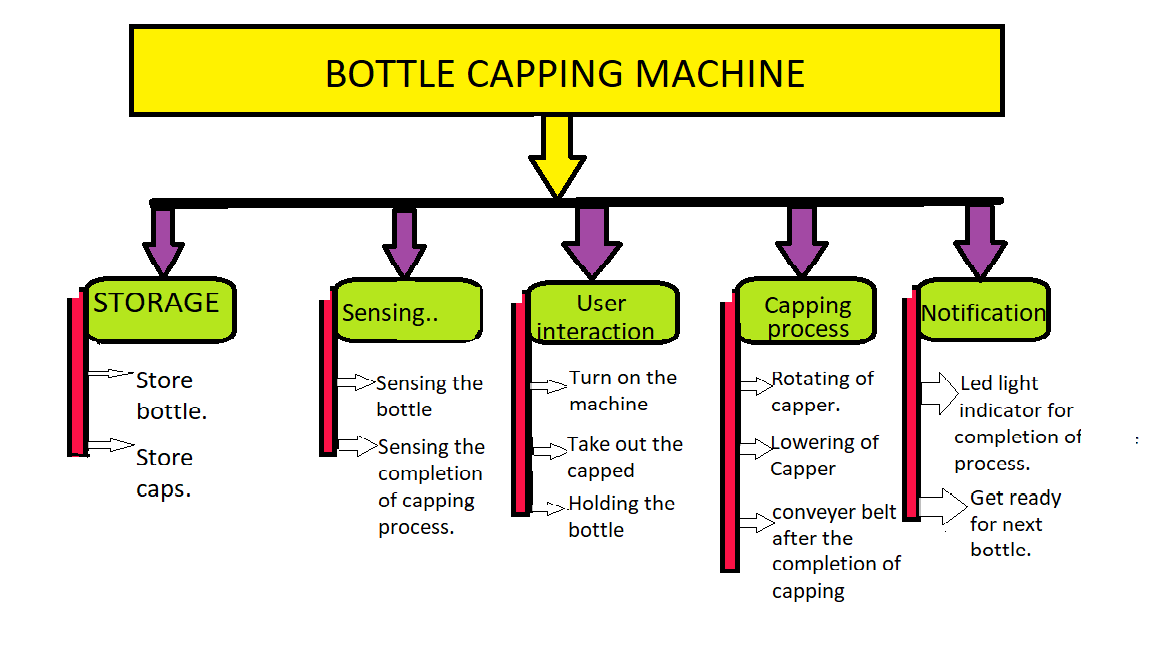 BOTTLE CAPPING MACHINE
STORAGE
Store
bottle.
Store
caps.
Sensing..
Sensing the
bottle
Sensing the
completion
of capping
process.
User
interaction
Turn on the
machine
Take out the
capped
Holding the
bottle
Capping
process
Rotating of
capper.
Lowering of
Capper
conveyer belt
after the
completion of
capping
Notification
Led light
indicator for
completion of
process.
Get ready
for next
bottle.
: